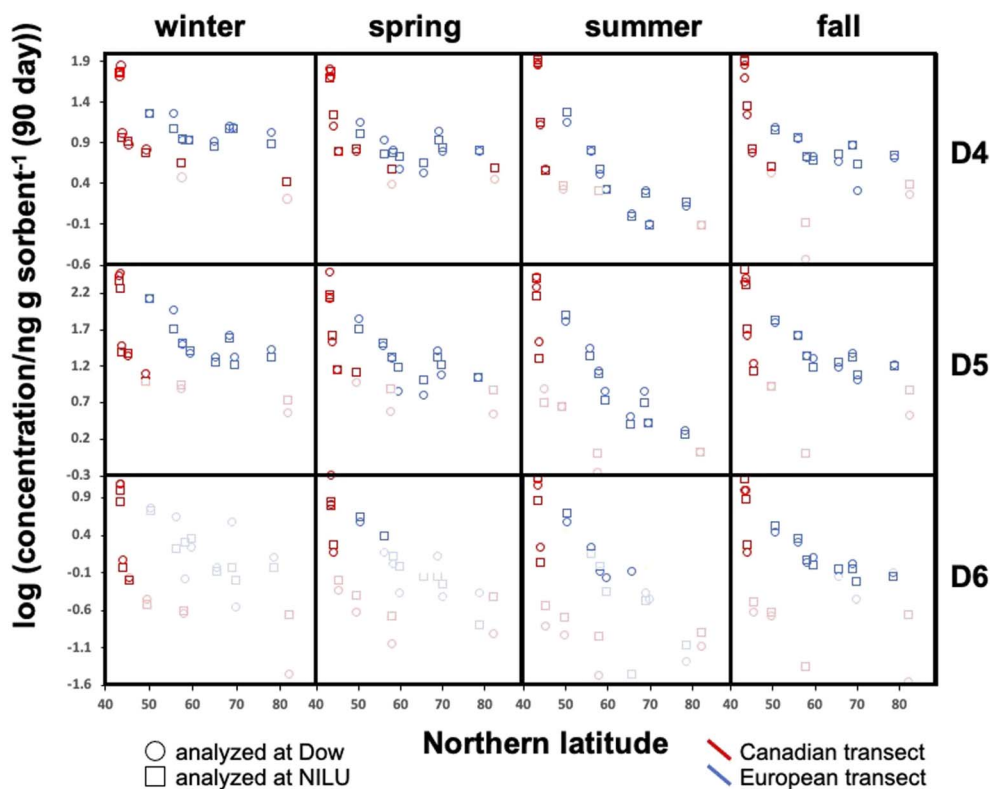 winter spring summer fall
log (concentration/ng g sorbent⁻¹ (90 day))
1.9
1.4
0.9
0.4
-0.1
-0.6
D4
2.2
1.7
1.2
0.7
0.2
-0.3
D5
0.9
0.4
-0.1
-0.6
-1.1
-1.6
D6
40 50 60 70 80 40 50 60 70 80 40 50 60 70 80 40 50 60 70 80
Northern latitude
analyzed at Dow
analyzed at NILU
Canadian transect
European transect